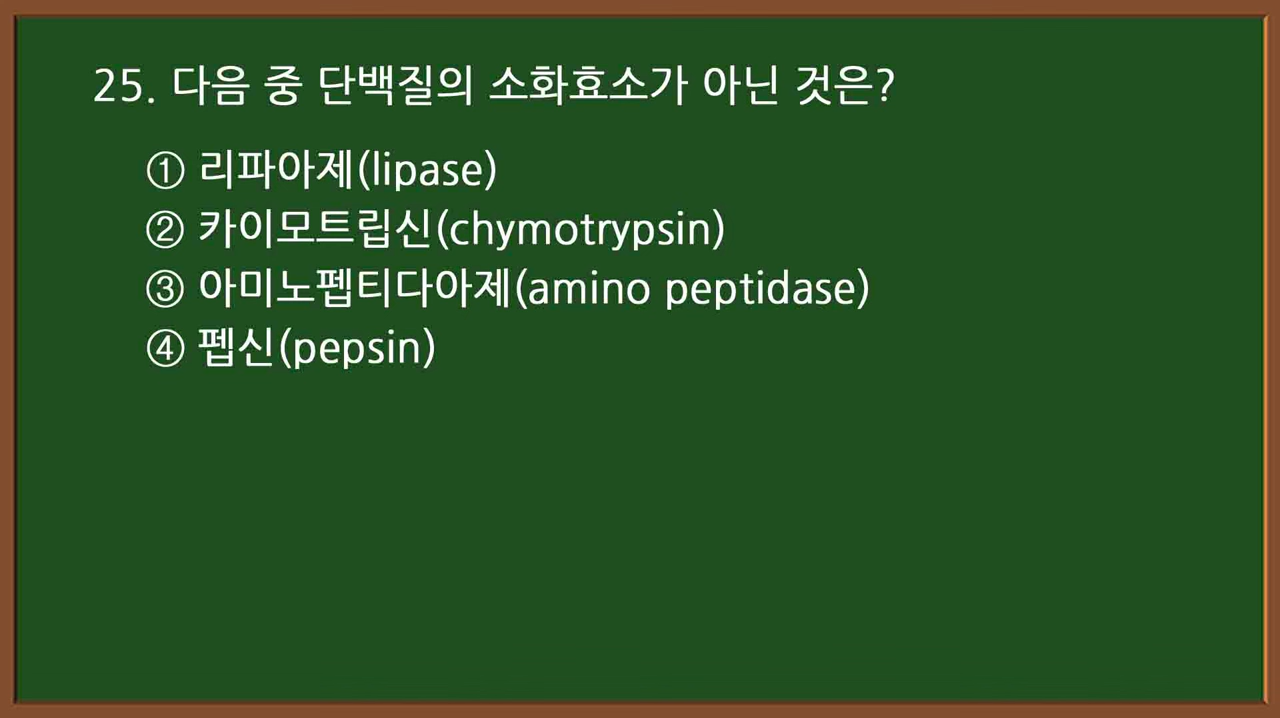 25. 다음 중 단백질의 소화효소가 아닌 것은?
① 리파아제(lipase)
② 카이모트립신(chymotrypsin)
③ 아미노펩티다아제(amino peptidase)
④ 펩신(pepsin)